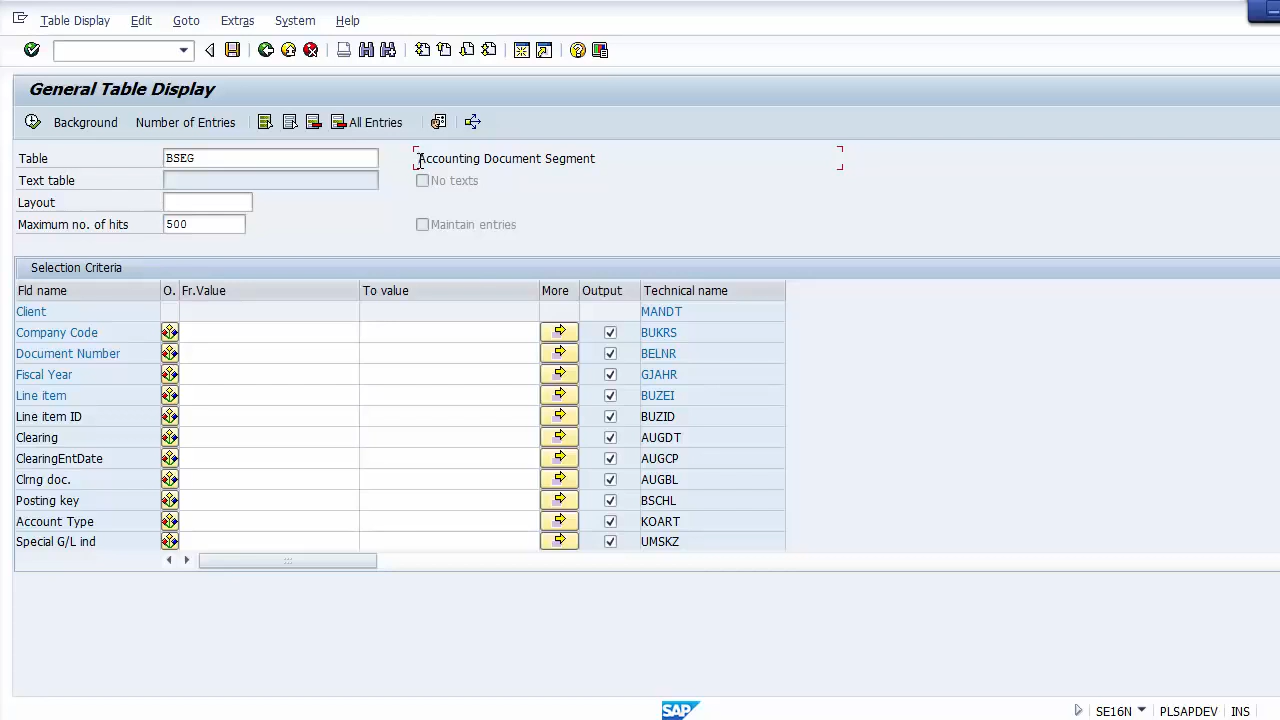 Table Display Edit Goto Extras System Help
General Table Display
Background Number of Entries All Entries
Table BSEG Accounting Document Segment
Text table No texts
Layout
Maximum no. of hits 500 Maintain entries
Selection Criteria
Fld name O. Fr.Value To value More Output Technical name
Client MANDT
Company Code BUKRS
Document Number BELNR
Fiscal Year GJAHR
Line item BUZEI
Line item ID BUZID
Clearing AUGDT
ClearingEntDate AUGCP
Clrng doc. AUGBL
Posting key BSCHL
Account Type KOART
Special G/L ind UMSKZ
SAP SE16N PLSAPDEV INS